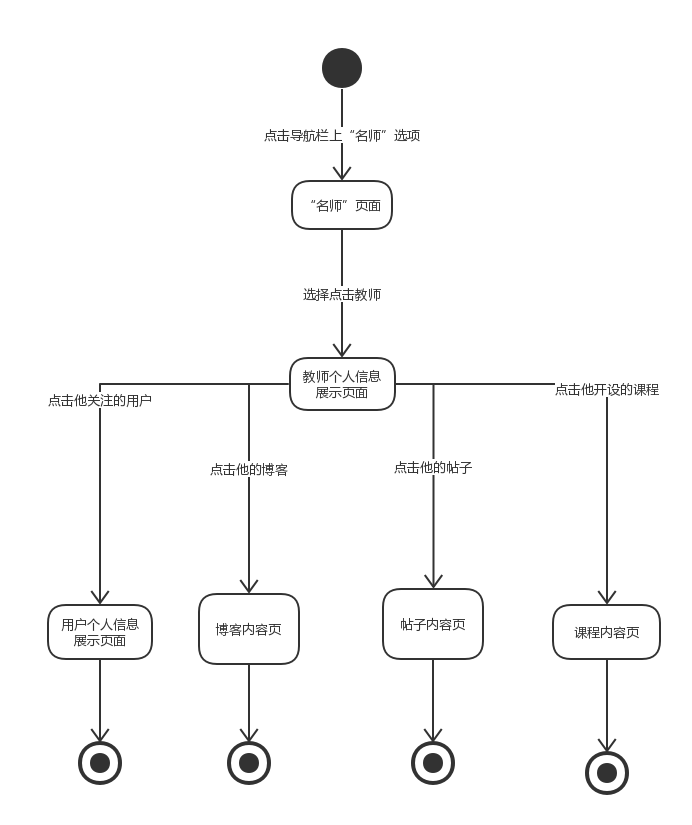 点击导航栏上“名师”选项
“名师”页面
选择点击教师
教师个人信息
展示页面
点击他关注的用户
点击他的博客
点击他的帖子
点击他开设的课程
用户个人信息
展示页面
博客内容页
帖子内容页
课程内容页